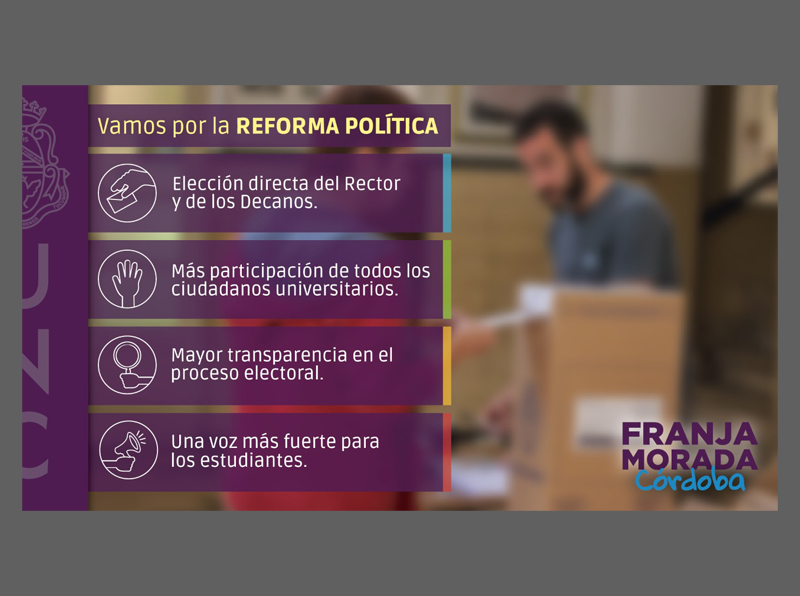 Vamos por la REFORMA POLÍTICA
Elección directa del Rector
y de los Decanos.
Más participación de todos los
ciudadanos universitarios.
Mayor transparencia en el
proceso electoral.
Una voz más fuerte para
los estudiantes.
FRANJA
MORADA
Córdoba